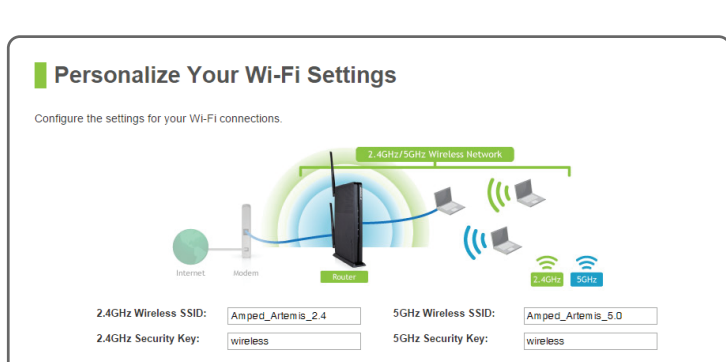 Personalize Your Wi-Fi Settings
Configure the settings for your Wi-Fi connections.
2.4GHz/5GHz Wireless Network
Internet
Modem
Router
2.4GHz
5GHz
2.4GHz Wireless SSID: Amped_Artemis_2.4 5GHz Wireless SSID: Amped_Artemis_5.0
2.4GHz Security Key: wireless 5GHz Security Key: wireless